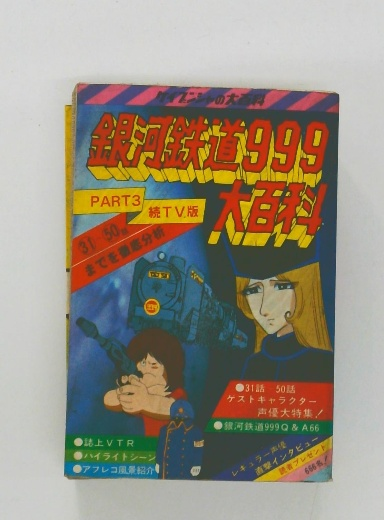 ケイブンシャの大百科
銀河鉄道999
大百科
PART3
続TV版
31 50話
までを徹底分析
●31話 50話
ゲストキャラクター
声優大特集!
●銀河鉄道999Q&A66
●誌上VTR
●ハイライトシーン
●アフレコ風景紹介
レギュラー声優
直撃インタビュー
読者プレゼント